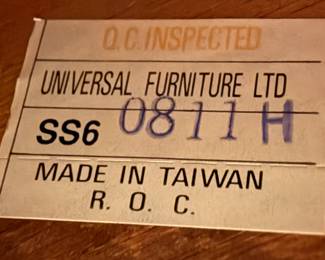 Q.C.INSPECTED
UNIVERSAL FURNITURE LTD
SS6 0811 H
MADE IN TAIWAN
R. O. C.